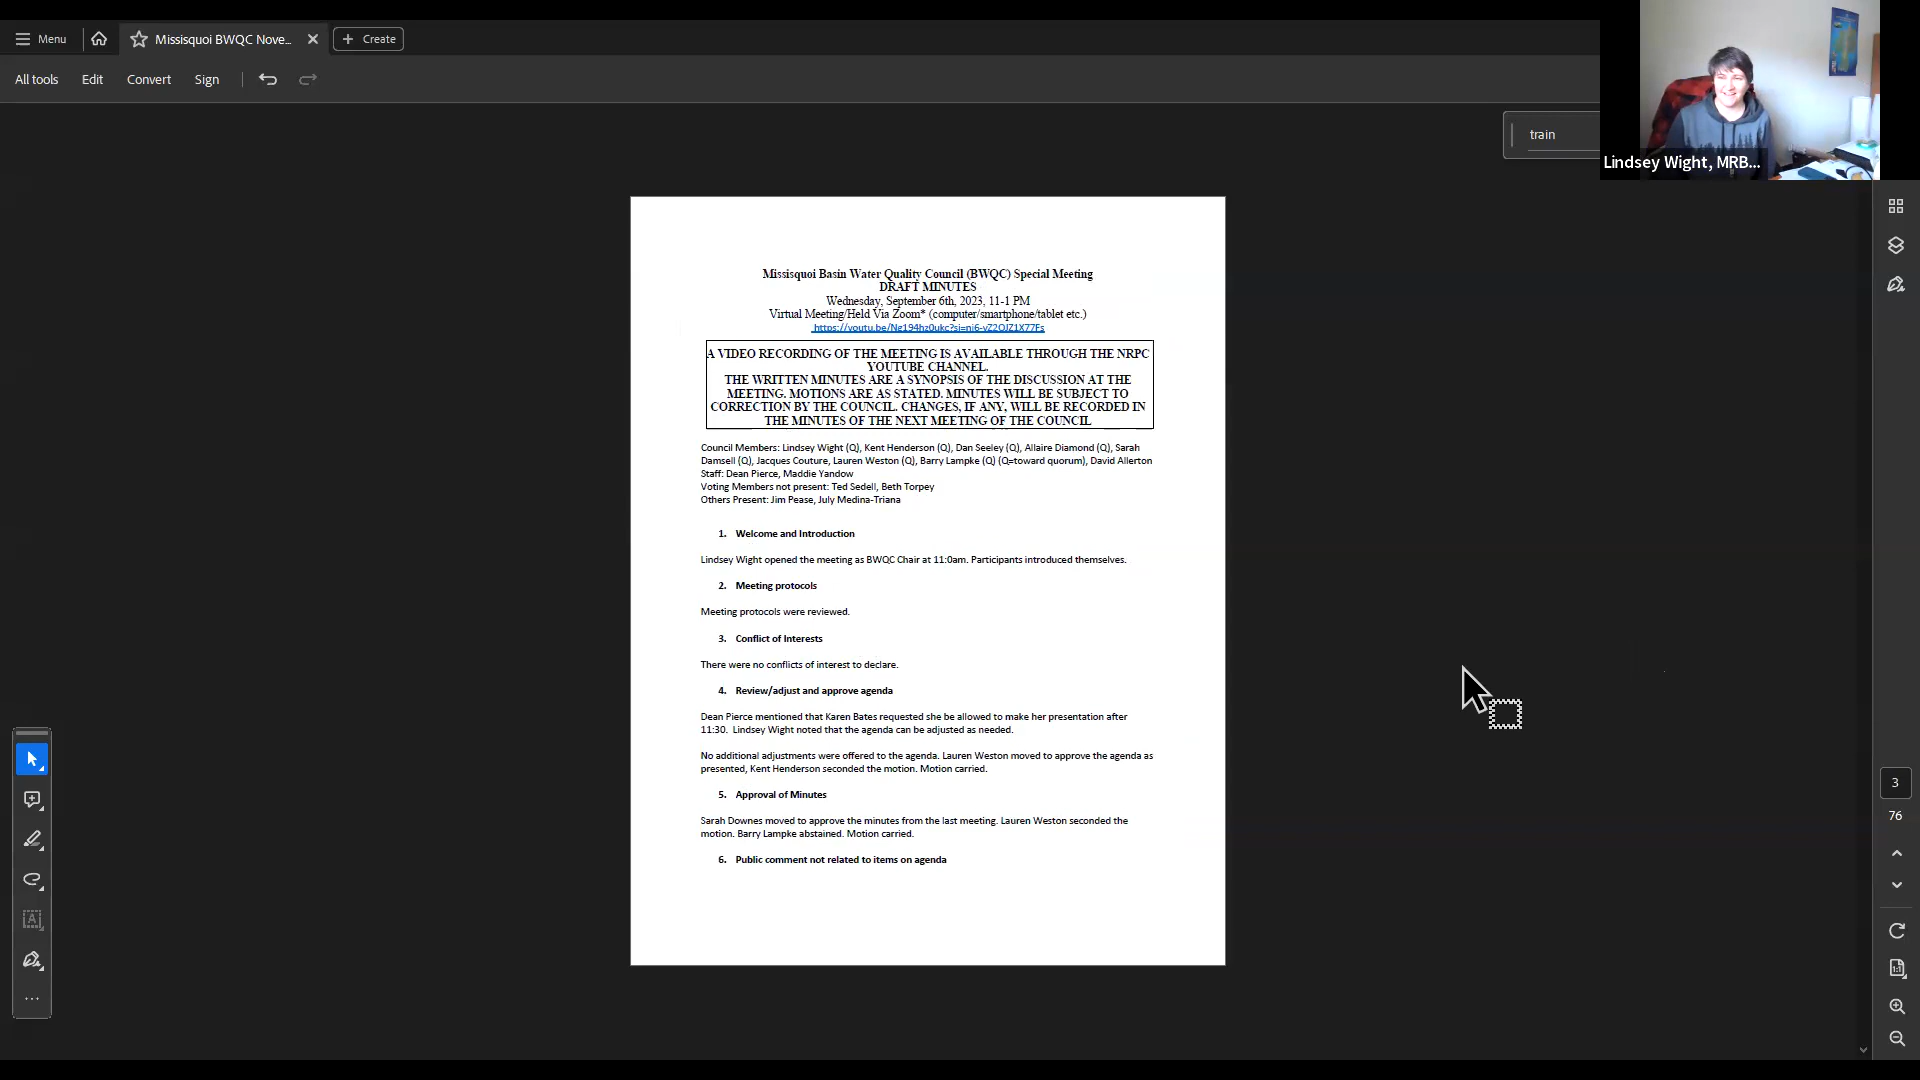 Menu
Missisquoi BWQC Nove...
Create
All tools
Edit
Convert
Sign
train
Lindsey Wight, MRB...
Missisquoi Basin Water Quality Council (BWQC) Special Meeting
DRAFT MINUTES
Wednesday, September 6th, 2023, 11-1 PM
Virtual Meeting/Held Via Zoom* (computer/smartphone/tablet etc.)
A VIDEO RECORDING OF THE MEETING IS AVAILABLE THROUGH THE NRPC
YOUTUBE CHANNEL.
THE WRITTEN MINUTES ARE A SYNOPSIS OF THE DISCUSSION AT THE
MEETING. MOTIONS ARE AS STATED. MINUTES WILL BE SUBJECT TO
CORRECTION BY THE COUNCIL. CHANGES, IF ANY, WILL BE RECORDED IN
THE MINUTES OF THE NEXT MEETING OF THE COUNCIL
Council Members: Lindsey Wight (Q), Kent Henderson (Q), Dan Seeley (Q), Allaire Diamond (Q), Sarah
Damsell (Q), Jacques Couture, Lauren Weston (Q), Barry Lampke (Q) (Q=toward quorum), David Allerton
Staff: Dean Pierce, Maddie Yandow
Voting Members not present: Ted Sedell, Beth Torpey
Others Present: Jim Pease, July Medina-Triana
1. Welcome and Introduction
Lindsey Wight opened the meeting as BWQC Chair at 11:0am. Participants introduced themselves.
2. Meeting protocols
Meeting protocols were reviewed.
3. Conflict of Interests
There were no conflicts of interest to declare.
4. Review/adjust and approve agenda
Dean Pierce mentioned that Karen Bates requested she be allowed to make her presentation after
11:30. Lindsey Wight noted that the agenda can be adjusted as needed.
No additional adjustments were offered to the agenda. Lauren Weston moved to approve the agenda as
presented, Kent Henderson seconded the motion. Motion carried.
5. Approval of Minutes
Sarah Downes moved to approve the minutes from the last meeting. Lauren Weston seconded the
motion. Barry Lampke abstained. Motion carried.
6. Public comment not related to items on agenda
3
76